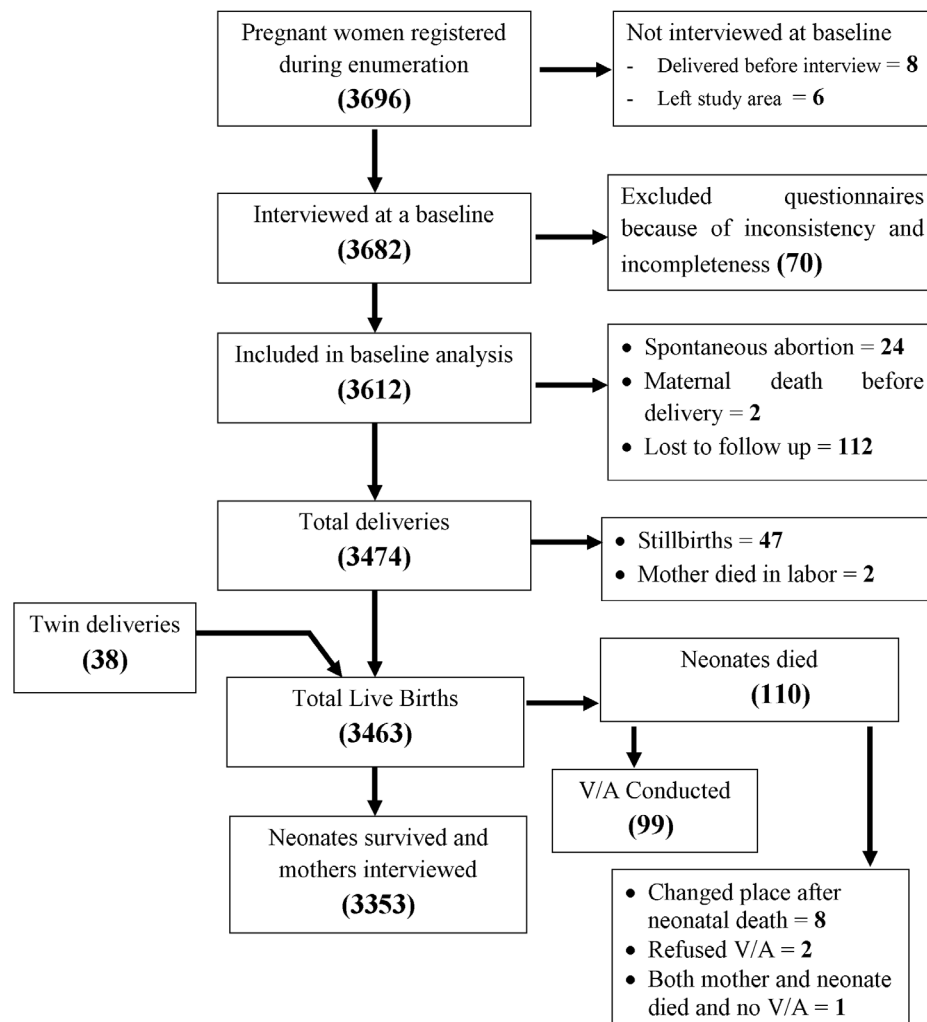 Pregnant women registered
during enumeration
(3696)
Not interviewed at baseline
- Delivered before interview = 8
- Left study area = 6
Interviewed at a baseline
(3682)
Excluded questionnaires
because of inconsistency and
incompleteness (70)
Included in baseline analysis
(3612)
• Spontaneous abortion = 24
• Maternal death before
delivery = 2
• Lost to follow up = 112
Total deliveries
(3474)
• Stillbirths = 47
• Mother died in labor = 2
Twin deliveries
(38)
Total Live Births
(3463)
Neonates died
(110)
V/A Conducted
(99)
Neonates survived and
mothers interviewed
(3353)
• Changed place after
neonatal death = 8
• Refused V/A = 2
• Both mother and neonate
died and no V/A = 1